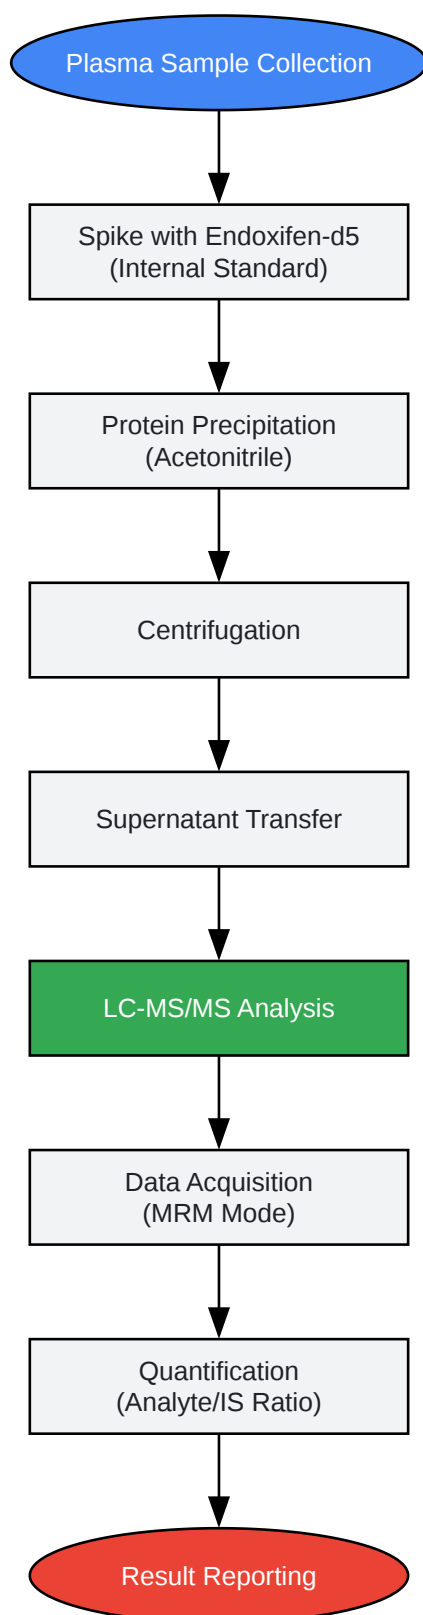 Plasma Sample Collection
Spike with Endoxifen-d5
(Internal Standard)
Protein Precipitation
(Acetonitrile)
Centrifugation
Supernatant Transfer
LC-MS/MS Analysis
Data Acquisition
(MRM Mode)
Quantification
(Analyte/IS Ratio)
Result Reporting